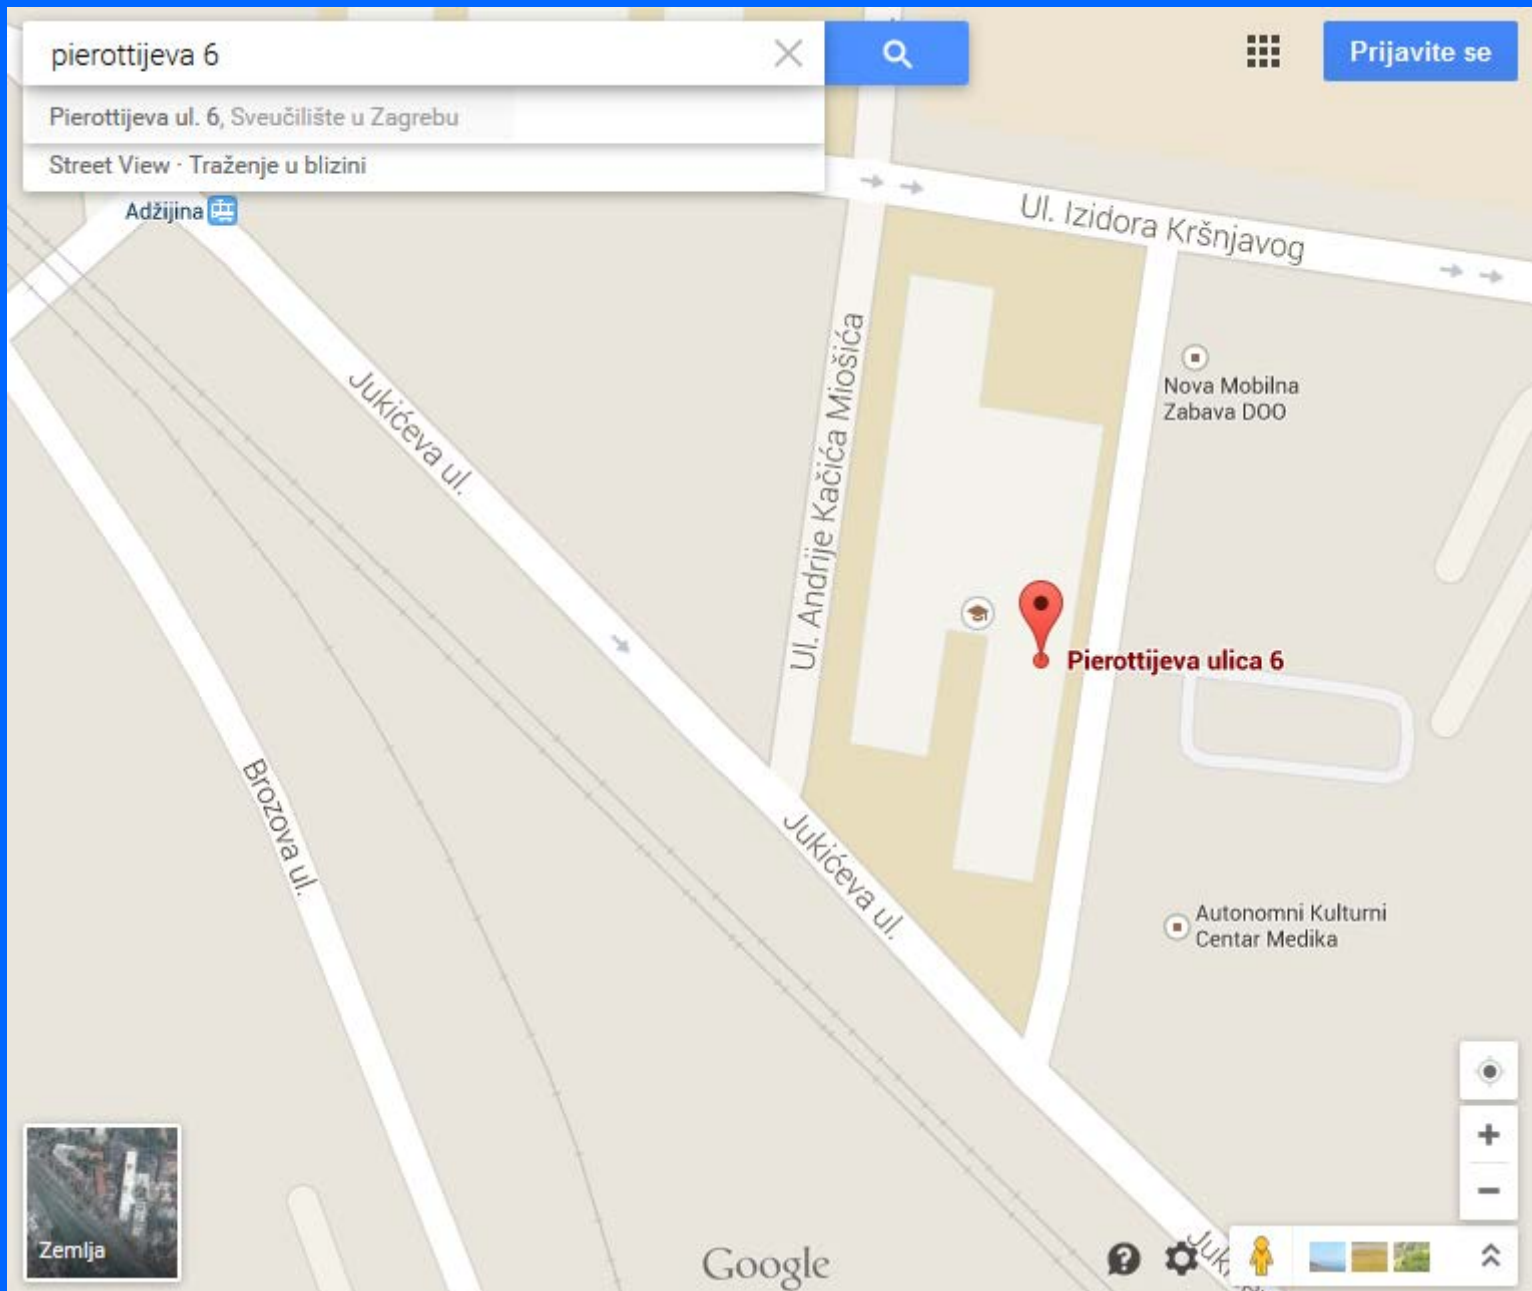 pierottijeva 6
Prijavite se
Pierottijeva ul. 6, Sveučilište u Zagrebu
Street View · Traženje u blizini
Adžijina
Ul. Izidora Kršnjavog
Ul. Andrije Kačića Miošića
Nova Mobilna
Zabava DOO
Jukićeva ul.
Pierottijeva ulica 6
Brozova ul.
Jukićeva ul.
Autonomni Kulturni
Centar Medika
Zemlja
Google